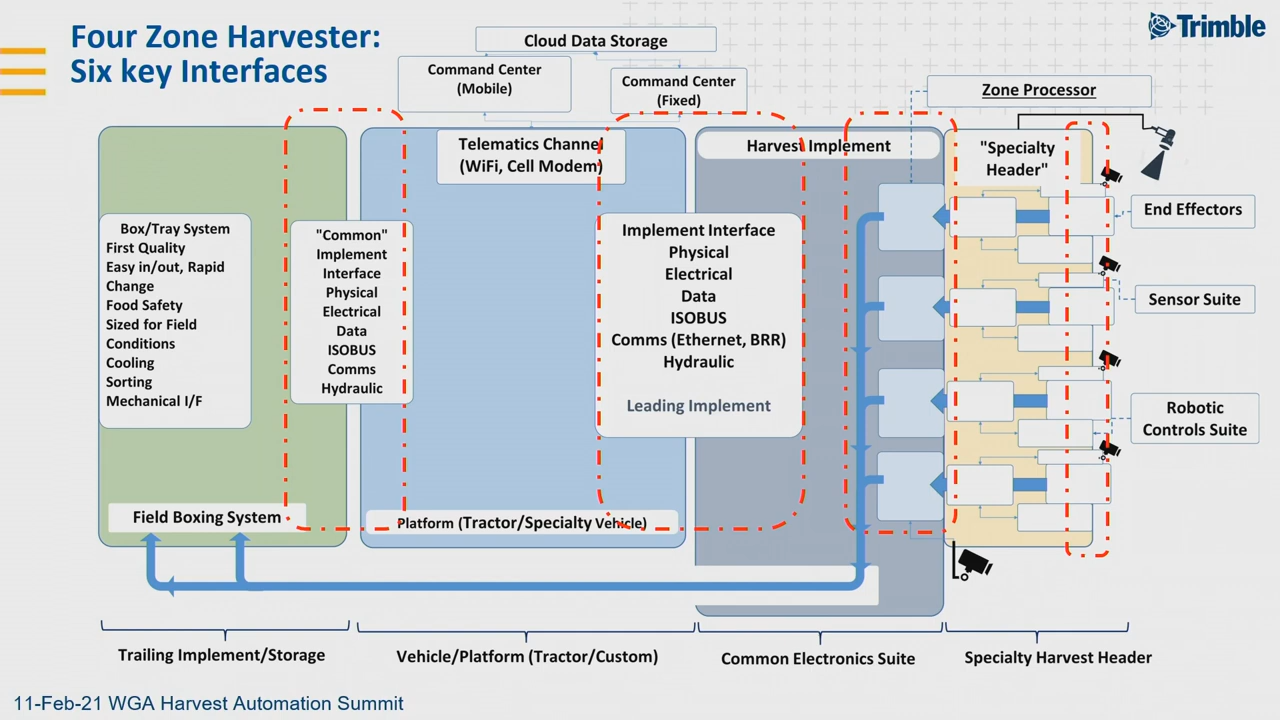 Four Zone Harvester:
Six key Interfaces
Trimble
Cloud Data Storage
Command Center
(Mobile)
Command Center
(Fixed)
Zone Processor
Telematics Channel
(WiFi, Cell Modem)
Harvest Implement
"Specialty
Header"
Box/Tray System
First Quality
Easy in/out, Rapid
Change
Food Safety
Sized for Field
Conditions
Cooling
Sorting
Mechanical I/F
"Common"
Implement
Interface
Physical
Electrical
Data
ISOBUS
Comms
Hydraulic
Implement Interface
Physical
Electrical
Data
ISOBUS
Comms (Ethernet, BRR)
Hydraulic
Leading Implement
End Effectors
Sensor Suite
Robotic
Controls Suite
Field Boxing System
Platform (Tractor/Specialty Vehicle)
Trailing Implement/Storage
Vehicle/Platform (Tractor/Custom)
Common Electronics Suite
Specialty Harvest Header
11-Feb-21 WGA Harvest Automation Summit